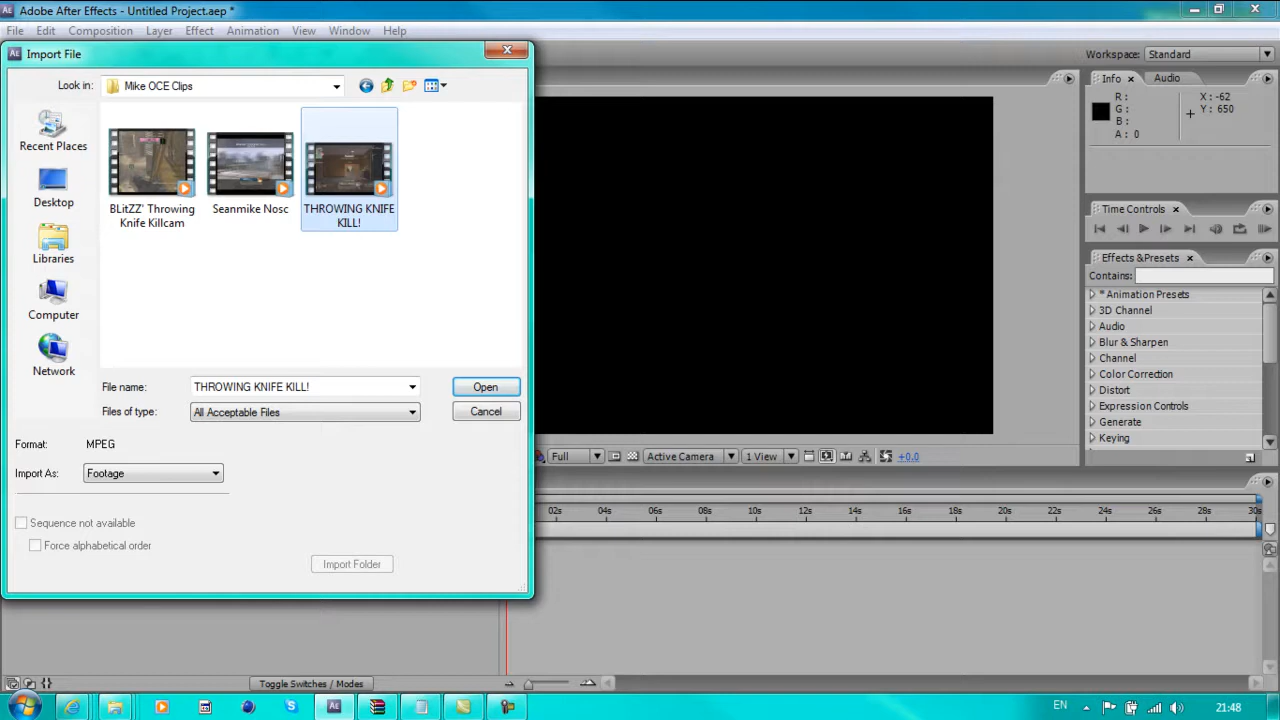 Adobe After Effects - Untitled Project.aep *
File Edit Composition Layer Effect Animation View Window Help
Import File
Look in: Mike OCE Clips
Recent Places
Desktop
Libraries
Computer
Network
BLitZZ' Throwing
Knife Killcam
Seanmike Nosc
THROWING KNIFE
KILL!
File name: THROWING KNIFE KILL!
Open
Files of type: All Acceptable Files
Cancel
Format: MPEG
Import As: Footage
Sequence not available
Force alphabetical order
Import Folder
Workspace: Standard
Info Audio
R :
G :
B :
A : 0
X : -62
Y : 650
Time Controls
Effects & Presets
Contains:
* Animation Presets
3D Channel
Audio
Blur & Sharpen
Channel
Color Correction
Distort
Expression Controls
Generate
Keying
Full Active Camera 1 View +0.0
02s 04s 06s 08s 10s 12s 14s 16s 18s 20s 22s 24s 26s 28s 30s
Toggle Switches / Modes
EN 21:48